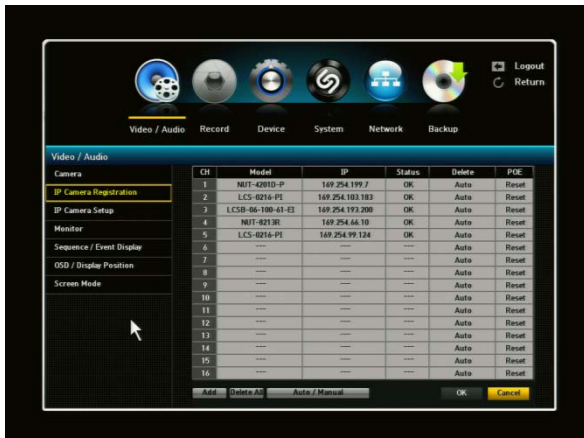 Logout
Return
Video / Audio Record Device System Network Backup
Video / Audio
Camera
IP Camera Registration
IP Camera Setup
Monitor
Sequence / Event Display
OSD / Display Position
Screen Mode
CH Model IP Status Delete POE
1 NUT-4201D-P 169.254.199.7 OK Auto Reset
2 LCS-0216-PI 169.254.103.183 OK Auto Reset
3 LCSB-06-100-61-EI 169.254.193.200 OK Auto Reset
4 NUT-8213R 169.254.66.10 OK Auto Reset
5 LCS-0216-PI 169.254.99.124 OK Auto Reset
6 ---- ---- ---- Auto Reset
7 ---- ---- ---- Auto Reset
8 ---- ---- ---- Auto Reset
9 ---- ---- ---- Auto Reset
10 ---- ---- ---- Auto Reset
11 ---- ---- ---- Auto Reset
12 ---- ---- ---- Auto Reset
13 ---- ---- ---- Auto Reset
14 ---- ---- ---- Auto Reset
15 ---- ---- ---- Auto Reset
16 ---- ---- ---- Auto Reset
Add Delete All Auto / Manual OK Cancel